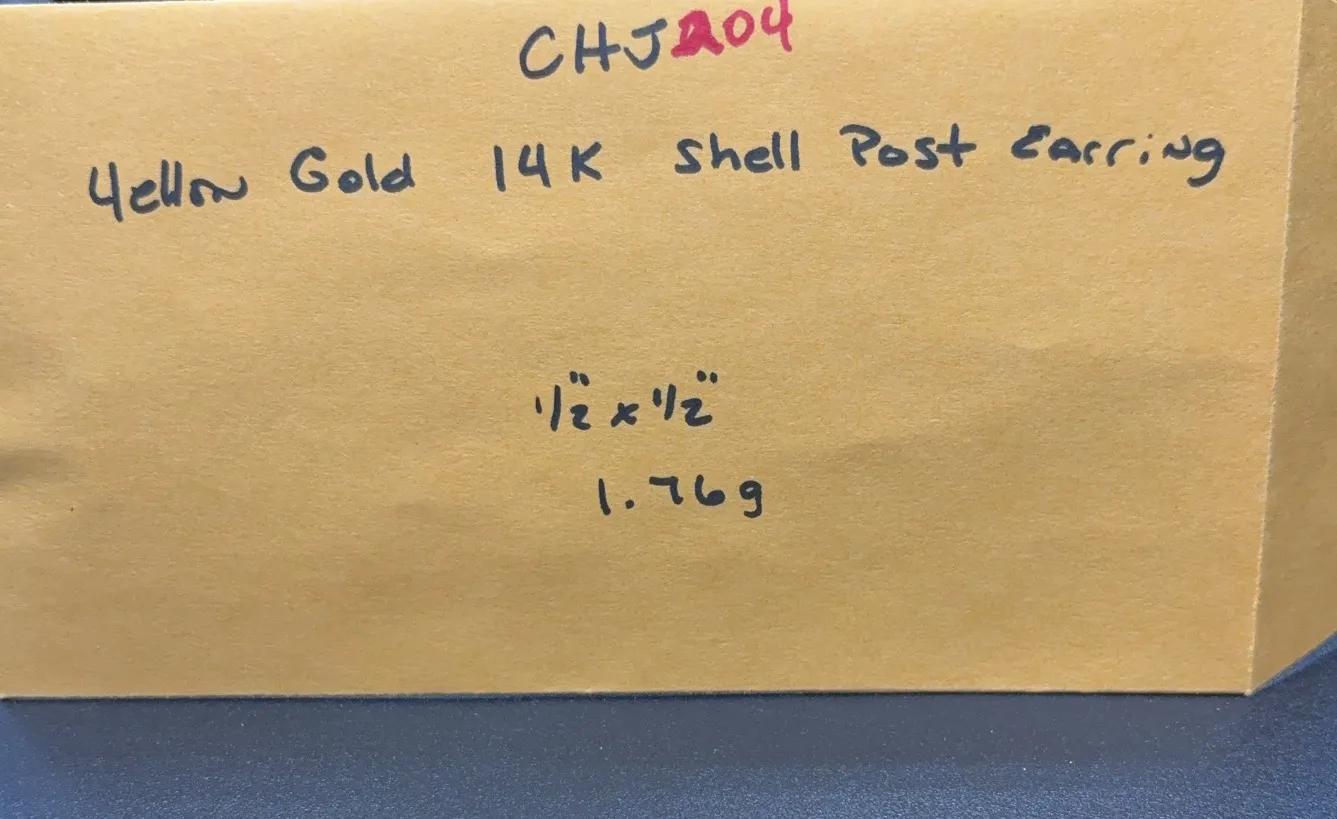 CHJ204
Yellow Gold 14K Shell Post Earring
1/2" x 1/2"
1.76g